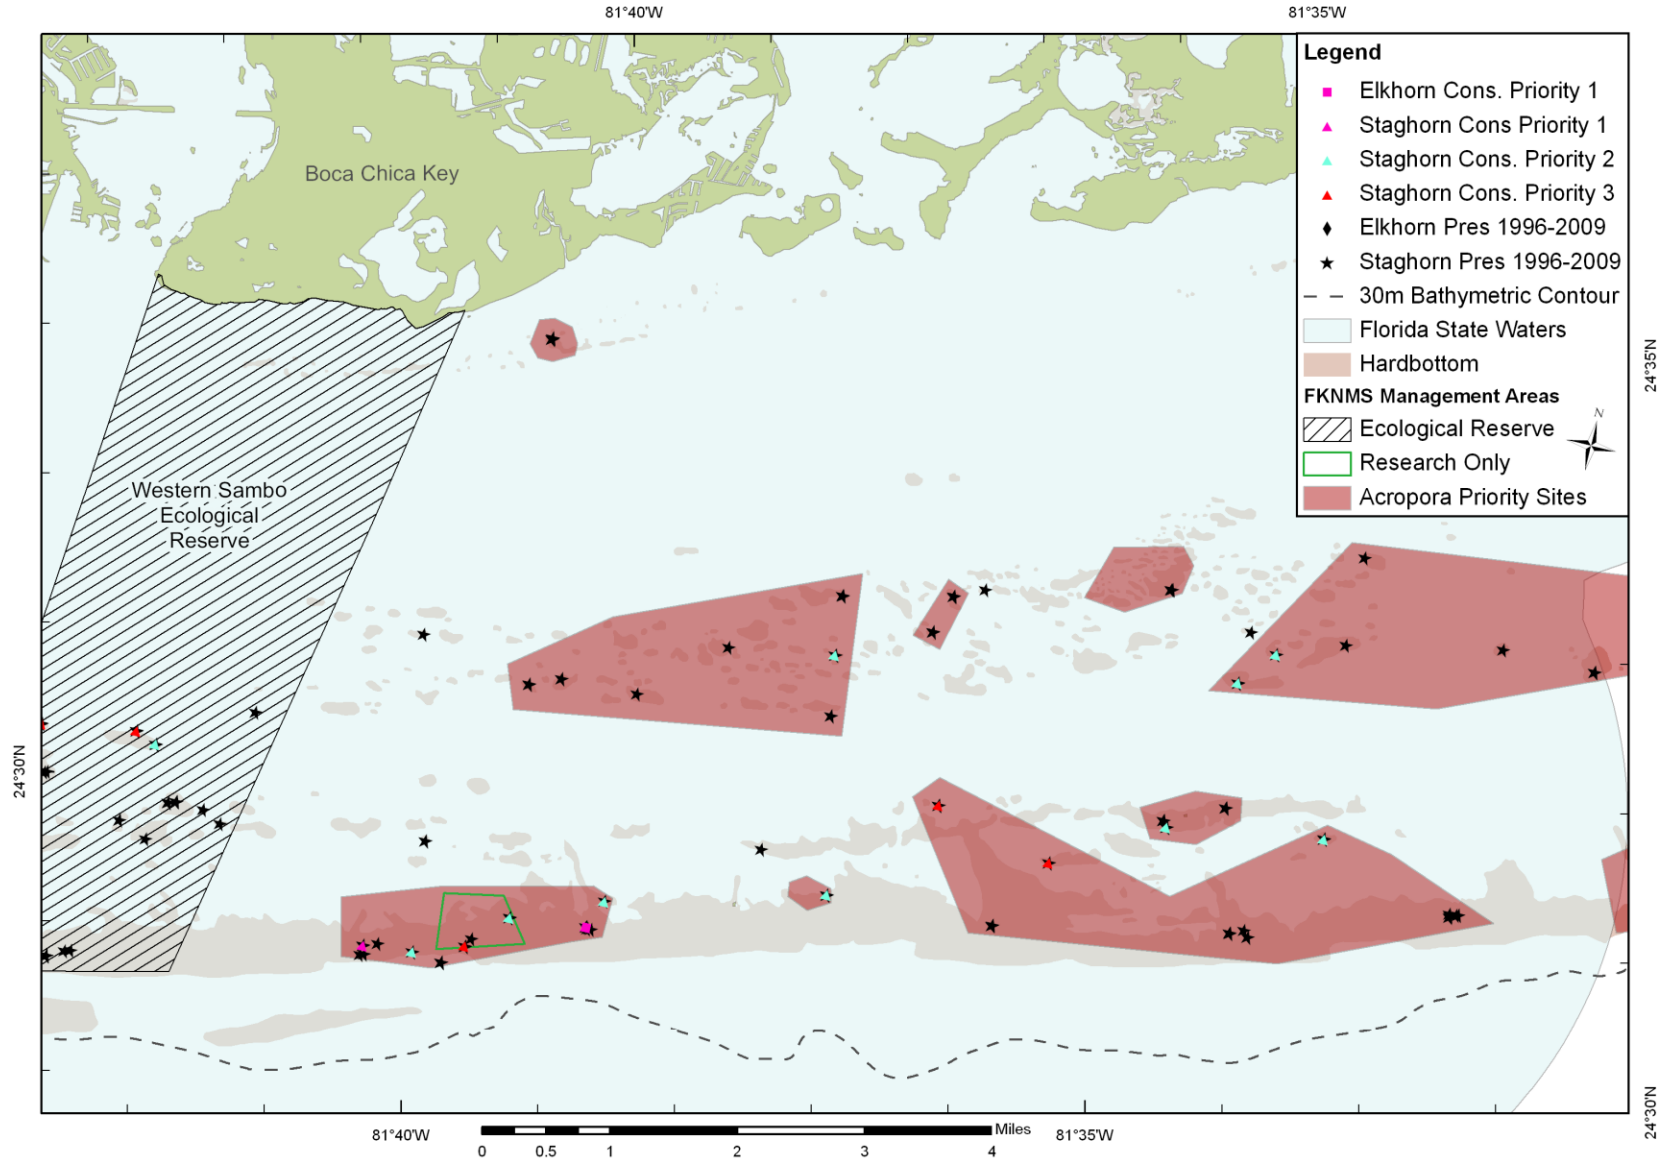 81°40'W
81°35'W
Legend
Elkhorn Cons. Priority 1
Staghorn Cons Priority 1
Staghorn Cons. Priority 2
Staghorn Cons. Priority 3
Elkhorn Pres 1996-2009
Staghorn Pres 1996-2009
30m Bathymetric Contour
Florida State Waters
Hardbottom
FKNMS Management Areas
Ecological Reserve
Research Only
Acropora Priority Sites
N
Boca Chica Key
24°35'N
Western Sambo
Ecological
Reserve
24°30'N
24°30'N
81°40'W
81°35'W
Miles
0 0.5 1 2 3 4